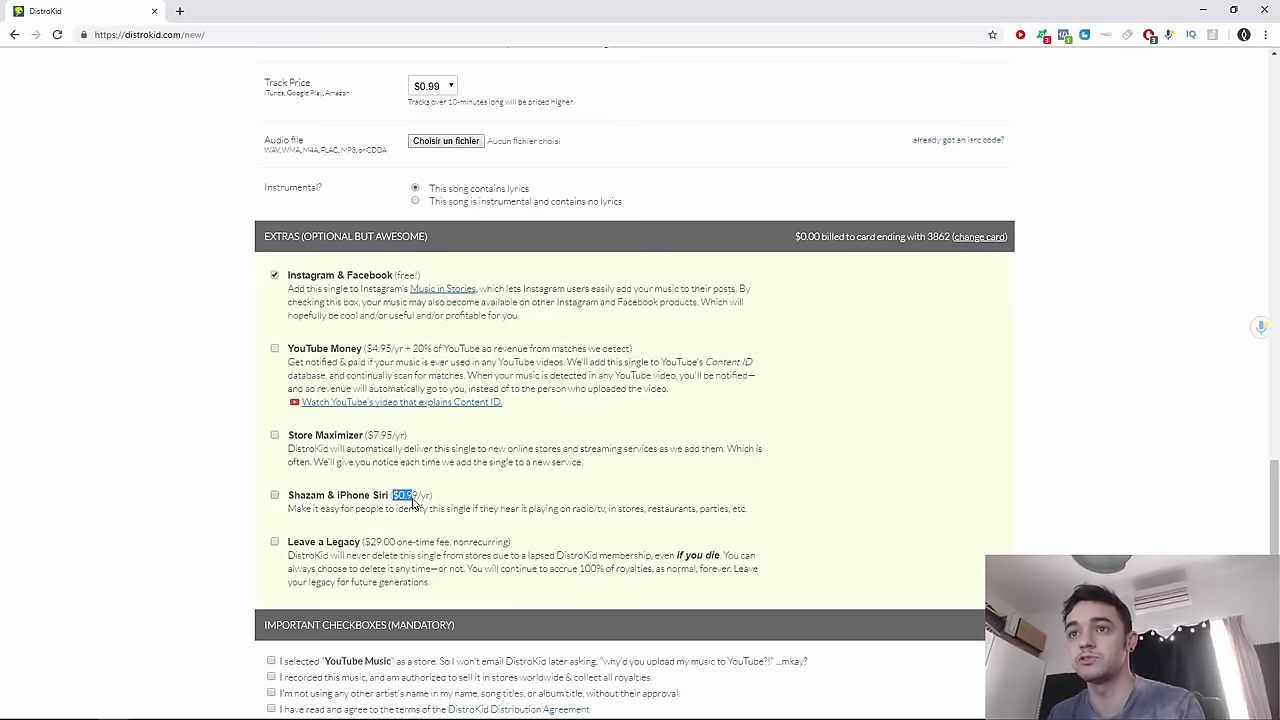 DistroKid
https://distrokid.com/new/
3
1
IQ
3
Track Price
iTunes, Google Play, Amazon
$0.99
Tracks over 10-minutes long will be priced higher.
Audio file
WAV, WMA, M4A, FLAC, MP3, or CDDA
Choisir un fichier
Aucun fichier choisi
already got an isrc code?
Instrumental?
This song contains lyrics
This song is instrumental and contains no lyrics
EXTRAS (OPTIONAL BUT AWESOME)
$0.00 billed to card ending with 3862 (change card)
Instagram & Facebook (free!)
Add this single to Instagram's Music in Stories, which lets Instagram users easily add your music to their posts. By
checking this box, your music may also become available on other Instagram and Facebook products. Which will
hopefully be cool and/or useful and/or profitable for you.
YouTube Money ($4.95/yr + 20% of YouTube ad revenue from matches we detect)
Get notified & paid if your music is ever used in any YouTube videos. We'll add this single to YouTube's Content ID
database, and continually scan for matches. When your music is detected in any YouTube video, you'll be notified—
and ad revenue will automatically go to you, instead of to the person who uploaded the video.
Watch YouTube's video that explains Content ID.
Store Maximizer ($7.95/yr)
DistroKid will automatically deliver this single to new online stores and streaming services as we add them. Which is
often. We'll give you notice each time we add the single to a new service.
Shazam & iPhone Siri ($0.99/yr)
Make it easy for people to identify this single if they hear it playing on radio/tv, in stores, restaurants, parties, etc.
Leave a Legacy ($29.00 one-time fee, nonrecurring)
DistroKid will never delete this single from stores due to a lapsed DistroKid membership, even if you die. You can
always choose to delete it any time—or not. You will continue to accrue 100% of royalties, as normal, forever. Leave
your legacy for future generations.
IMPORTANT CHECKBOXES (MANDATORY)
I selected "YouTube Music" as a store. So I won't email DistroKid later asking, "why'd you upload my music to YouTube?!" ...mkay?
I recorded this music, and am authorized to sell it in stores worldwide & collect all royalties.
I'm not using any other artist's name in my name, song titles, or album title, without their approval.
I have read and agree to the terms of the DistroKid Distribution Agreement